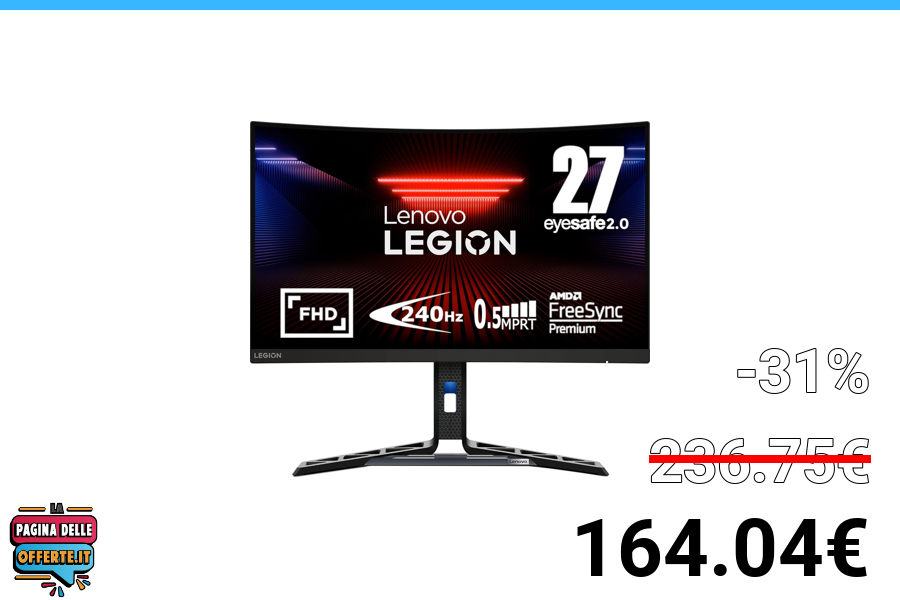 27
eyesafe2.0
Lenovo
LEGION
FHD
240Hz
0.5MPRT
AMD
FreeSync
Premium
LEGION
Lenovo
-31%
236.75€
164.04€
LA
PAGINA DELLE
OFFERTE.IT